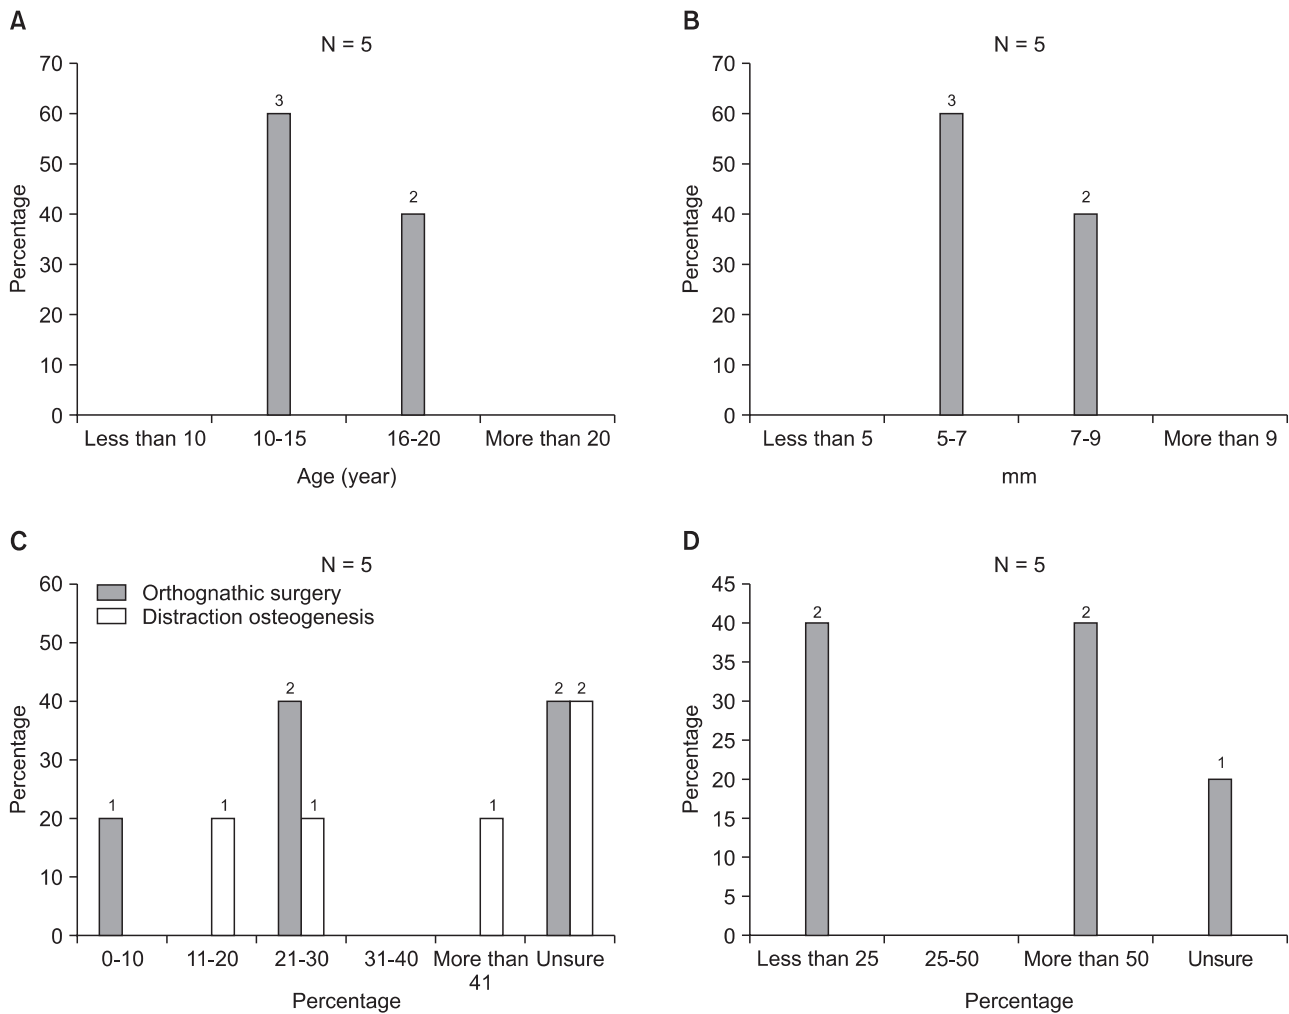 A
N = 5
70
60
50
40
30
20
10
0
Percentage
3
2
Less than 10 10-15 16-20 More than 20
Age (year)
B
N = 5
70
60
50
40
30
20
10
0
Percentage
3
2
Less than 5 5-7 7-9 More than 9
mm
C
N = 5
60
50
40
30
20
10
0
Percentage
Orthognathic surgery
Distraction osteogenesis
1
1
2
1
1
2 2
0-10 11-20 21-30 31-40 More than Unsure
41
Percentage
D
N = 5
45
40
35
30
25
20
15
10
5
0
Percentage
2
2
1
Less than 25 25-50 More than 50 Unsure
Percentage